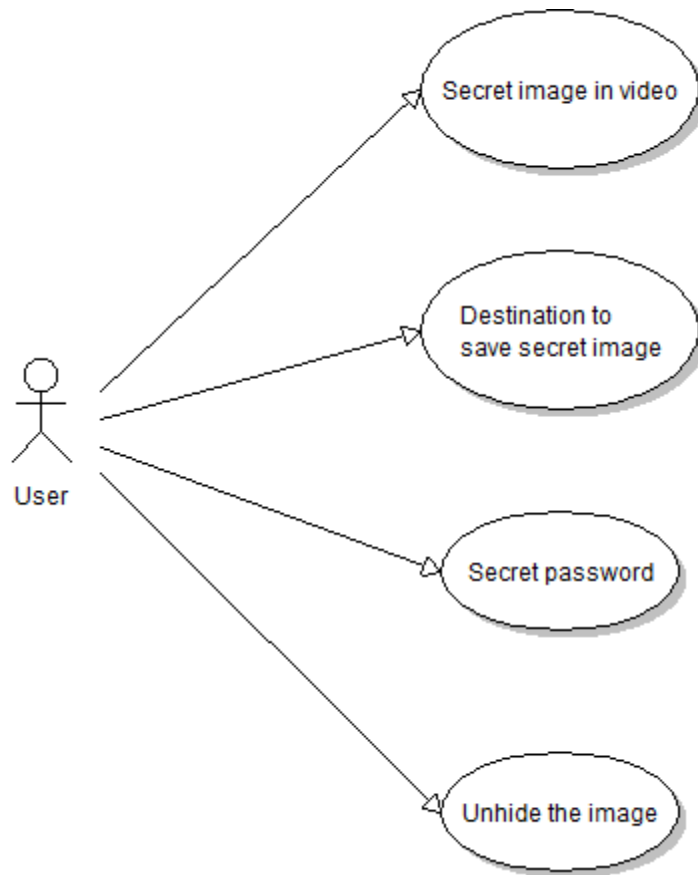 Secret image in video
Destination to
save secret image
User
Secret password
Unhide the image